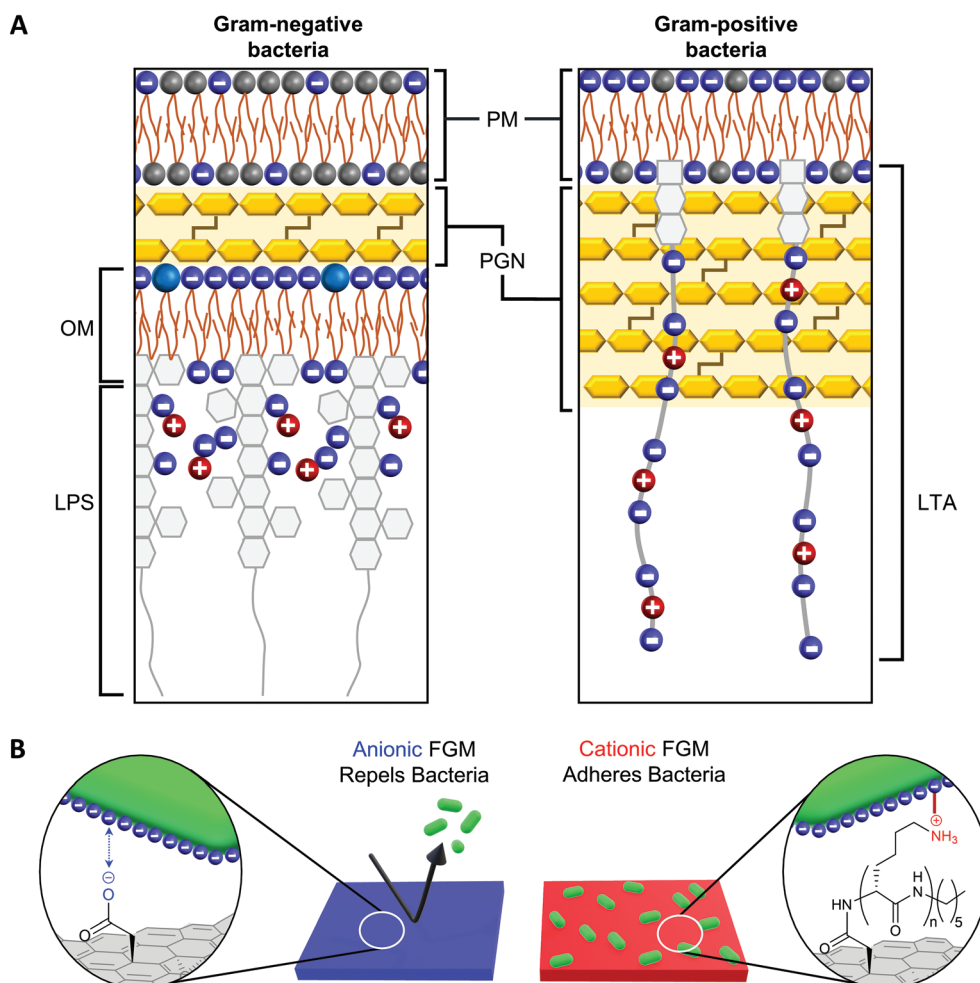 A
Gram-negative
bacteria
Gram-positive
bacteria
PM
PGN
OM
LPS
LTA
B
Anionic FGM
Repels Bacteria
Cationic FGM
Adheres Bacteria
⊖
O
O
⊕
NH₃
H
N
NH
O
n
5
O